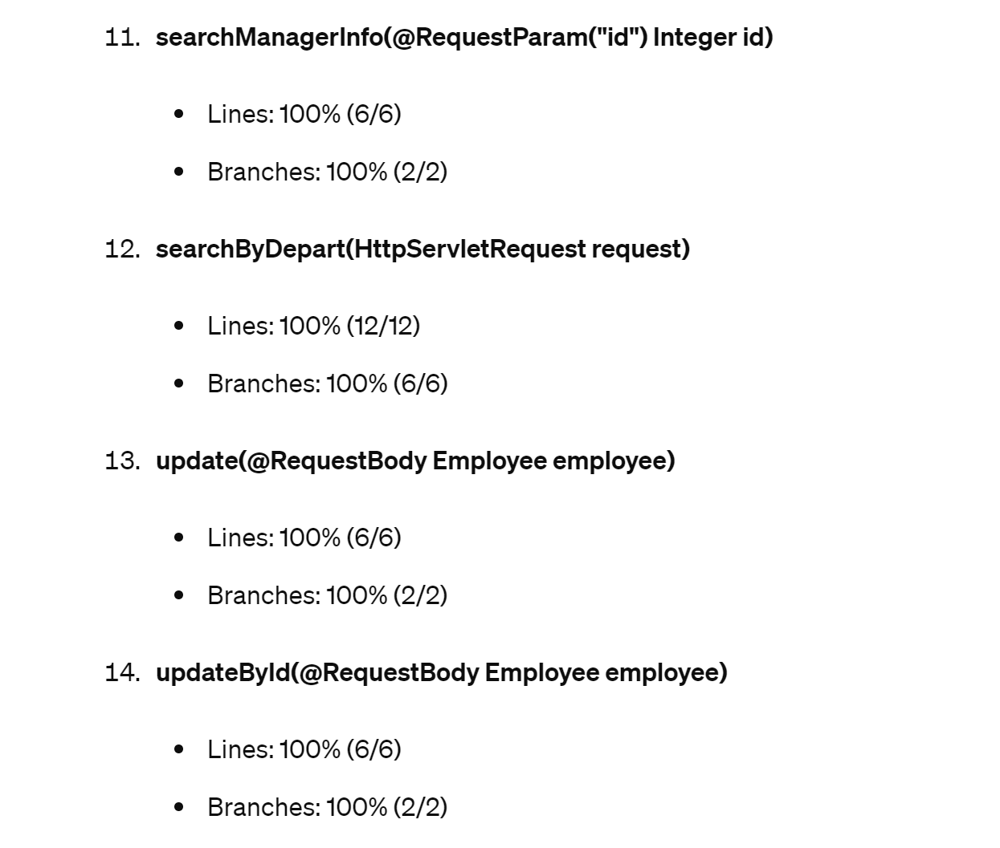 11. searchManagerInfo(@RequestParam("id") Integer id)
• Lines: 100% (6/6)
• Branches: 100% (2/2)
12. searchByDepart(HttpServletRequest request)
• Lines: 100% (12/12)
• Branches: 100% (6/6)
13. update(@RequestBody Employee employee)
• Lines: 100% (6/6)
• Branches: 100% (2/2)
14. updateById(@RequestBody Employee employee)
• Lines: 100% (6/6)
• Branches: 100% (2/2)